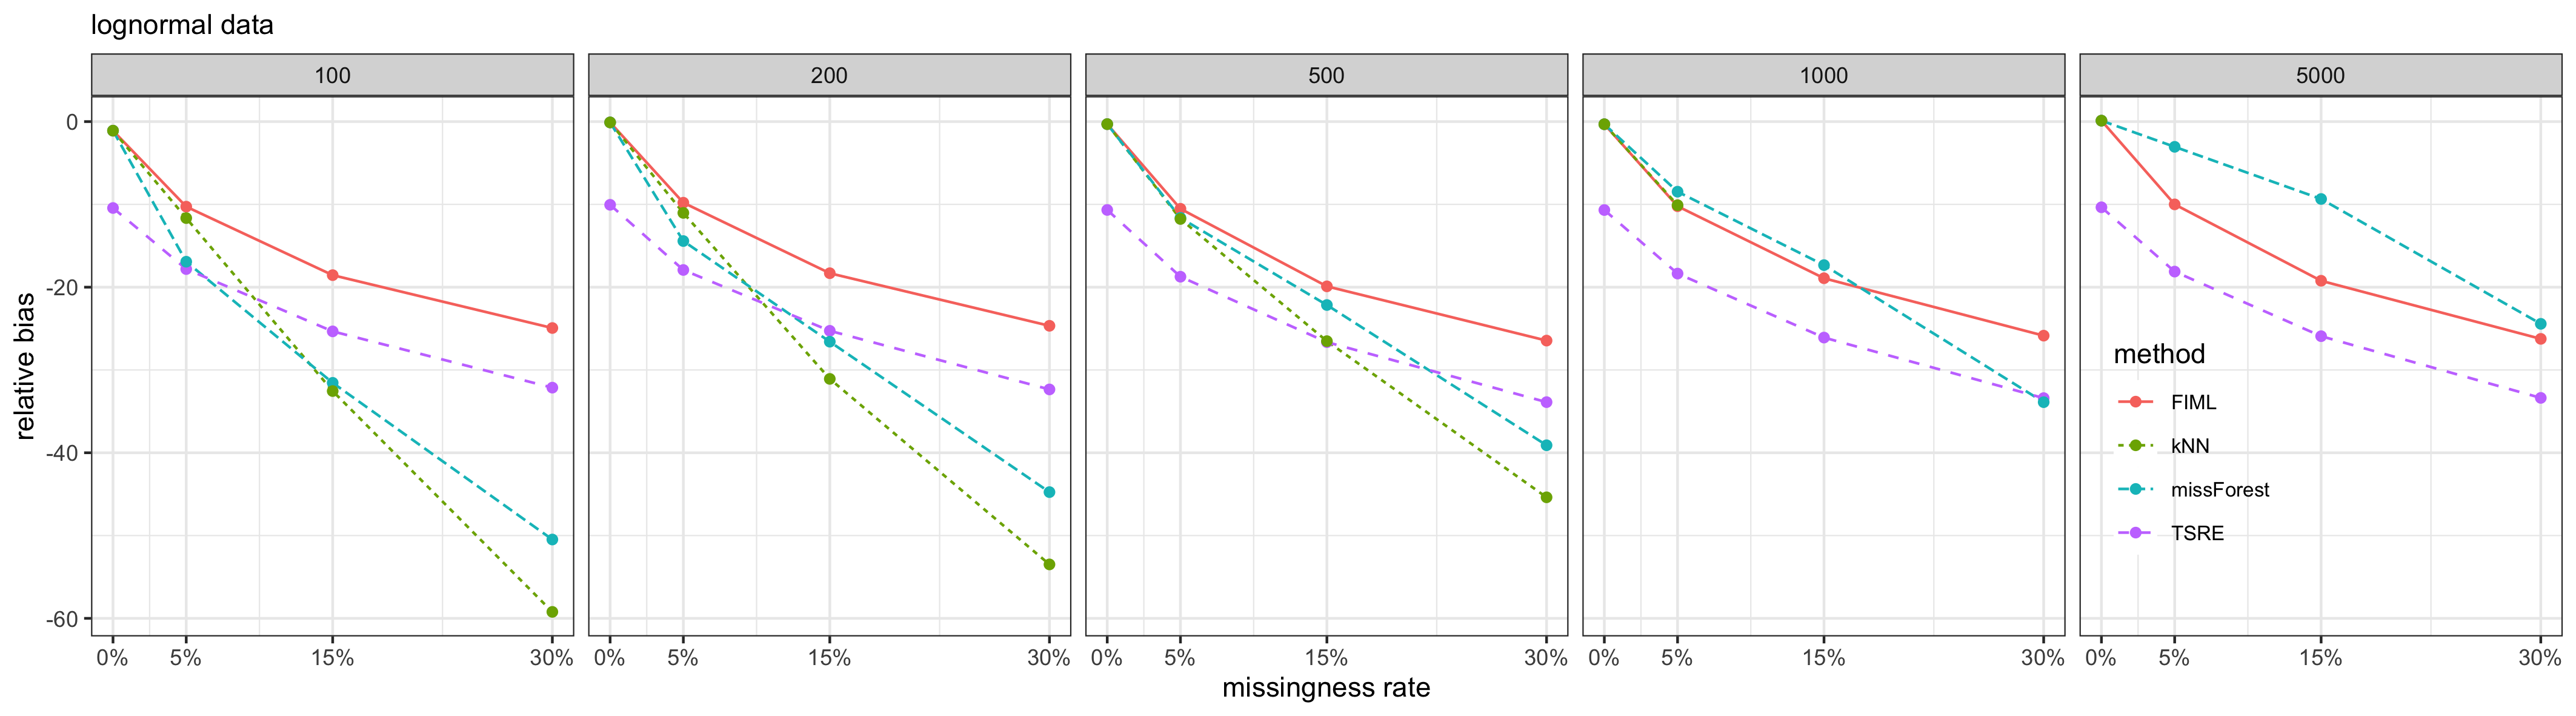 lognormal data
100 200 500 1000 5000
0
-20
-40
-60
relative bias
0% 5% 15% 30% 0% 5% 15% 30% 0% 5% 15% 30% 0% 5% 15% 30% 0% 5% 15% 30%
missingness rate
method
FIML
kNN
missForest
TSRE